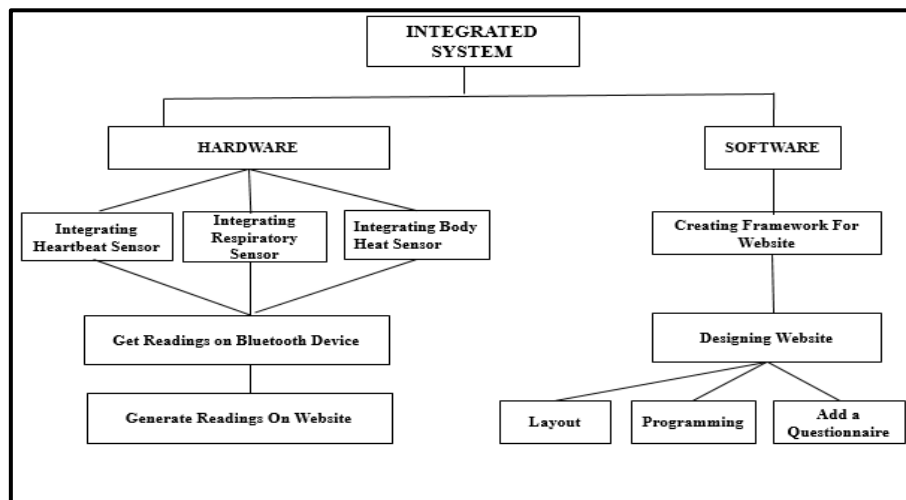 INTEGRATED
SYSTEM
HARDWARE
SOFTWARE
Integrating
Heartbeat Sensor
Integrating
Respiratory
Sensor
Integrating Body
Heat Sensor
Creating Framework For
Website
Get Readings on Bluetooth Device
Designing Website
Generate Readings On Website
Layout
Programming
Add a
Questionnaire